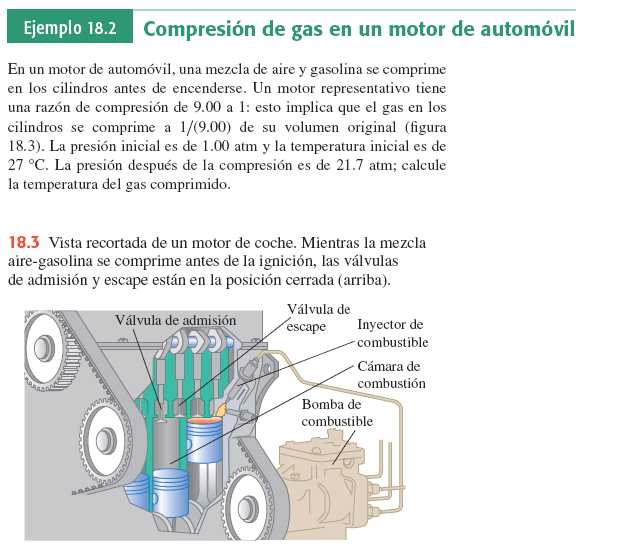 Ejemplo 18.2 Compresión de gas en un motor de automóvil
En un motor de automóvil, una mezcla de aire y gasolina se comprime
en los cilindros antes de encenderse. Un motor representativo tiene
una razón de compresión de 9.00 a 1: esto implica que el gas en los
cilindros se comprime a 1/(9.00) de su volumen original (figura
18.3). La presión inicial es de 1.00 atm y la temperatura inicial es de
27 °C. La presión después de la compresión es de 21.7 atm; calcule
la temperatura del gas comprimido.
18.3 Vista recortada de un motor de coche. Mientras la mezcla
aire-gasolina se comprime antes de la ignición, las válvulas
de admisión y escape están en la posición cerrada (arriba).
Válvula de admisión
Válvula de
escape
Inyector de
combustible
Cámara de
combustión
Bomba de
combustible